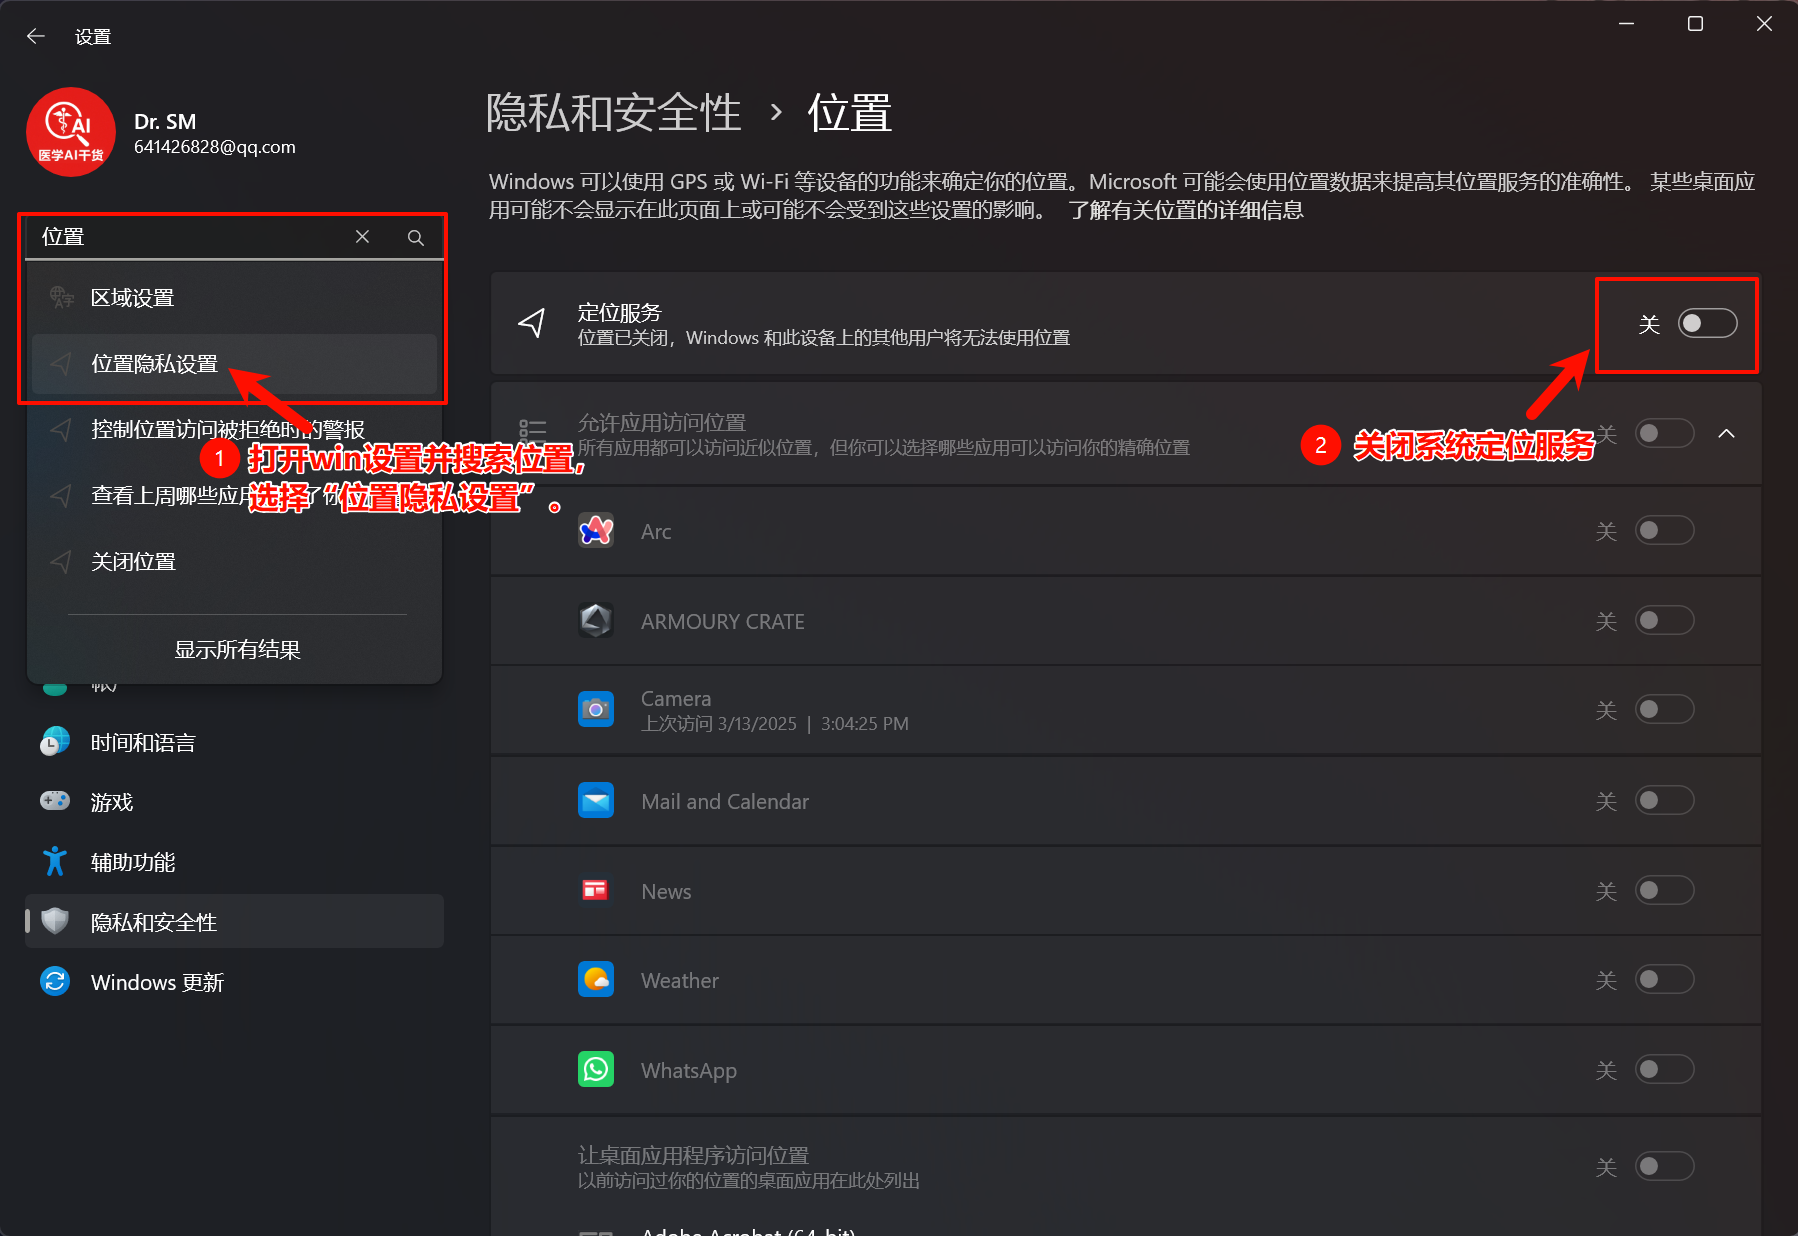 设置
AI
医学AI干货
Dr. SM
641426828@qq.com
位置
区域设置
位置隐私设置
控制位置访问被拒绝时的警报
查看上周哪些应用
了你
关闭位置
显示所有结果
时间和语言
游戏
辅助功能
隐私和安全性
Windows 更新
1 打开win设置并搜索位置，
选择“位置隐私设置”。
隐私和安全性 › 位置
Windows 可以使用 GPS 或 Wi-Fi 等设备的功能来确定你的位置。Microsoft 可能会使用位置数据来提高其位置服务的准确性。 某些桌面应
用可能不会显示在此页面上或可能不会受到这些设置的影响。 了解有关位置的详细信息
定位服务
位置已关闭，Windows 和此设备上的其他用户将无法使用位置
关
允许应用访问位置
所有应用都可以访问近似位置，但你可以选择哪些应用可以访问你的精确位置
关
2 关闭系统定位服务
Arc
关
ARMOURY CRATE
关
Camera
上次访问 3/13/2025 | 3:04:25 PM
关
Mail and Calendar
关
News
关
Weather
关
WhatsApp
关
让桌面应用程序访问位置
以前访问过你的位置的桌面应用在此处列出
关
Adobe Acrobat (64-bit)